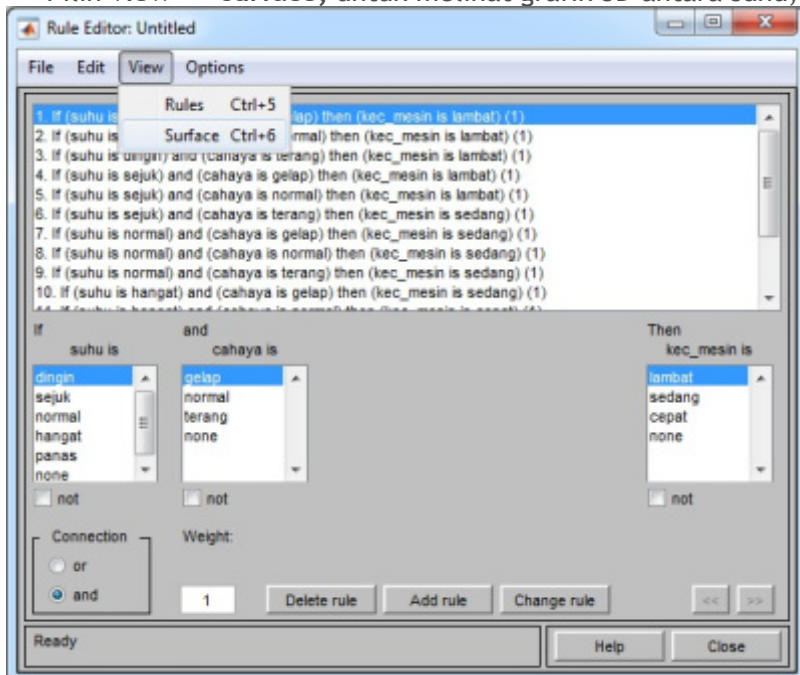 Rule Editor: Untitled
File Edit View Options
Rules Ctrl+5
Surface Ctrl+6
1. If (suhu is lap) then (kec_mesin is lambat) (1)
2. If (suhu is rmal) then (kec_mesin is lambat) (1)
3. If (suhu is dingin) and (cahaya is terang) then (kec_mesin is lambat) (1)
4. If (suhu is sejuk) and (cahaya is gelap) then (kec_mesin is lambat) (1)
5. If (suhu is sejuk) and (cahaya is normal) then (kec_mesin is lambat) (1)
6. If (suhu is sejuk) and (cahaya is terang) then (kec_mesin is sedang) (1)
7. If (suhu is normal) and (cahaya is gelap) then (kec_mesin is sedang) (1)
8. If (suhu is normal) and (cahaya is normal) then (kec_mesin is sedang) (1)
9. If (suhu is normal) and (cahaya is terang) then (kec_mesin is sedang) (1)
10. If (suhu is hangat) and (cahaya is gelap) then (kec_mesin is sedang) (1)
If and Then
suhu is cahaya is kec_mesin is
dingin gelap lambat
sejuk normal sedang
normal terang cepat
hangat none none
panas
none
not not not
Connection Weight:
or
and 1 Delete rule Add rule Change rule << >>
Ready Help Close